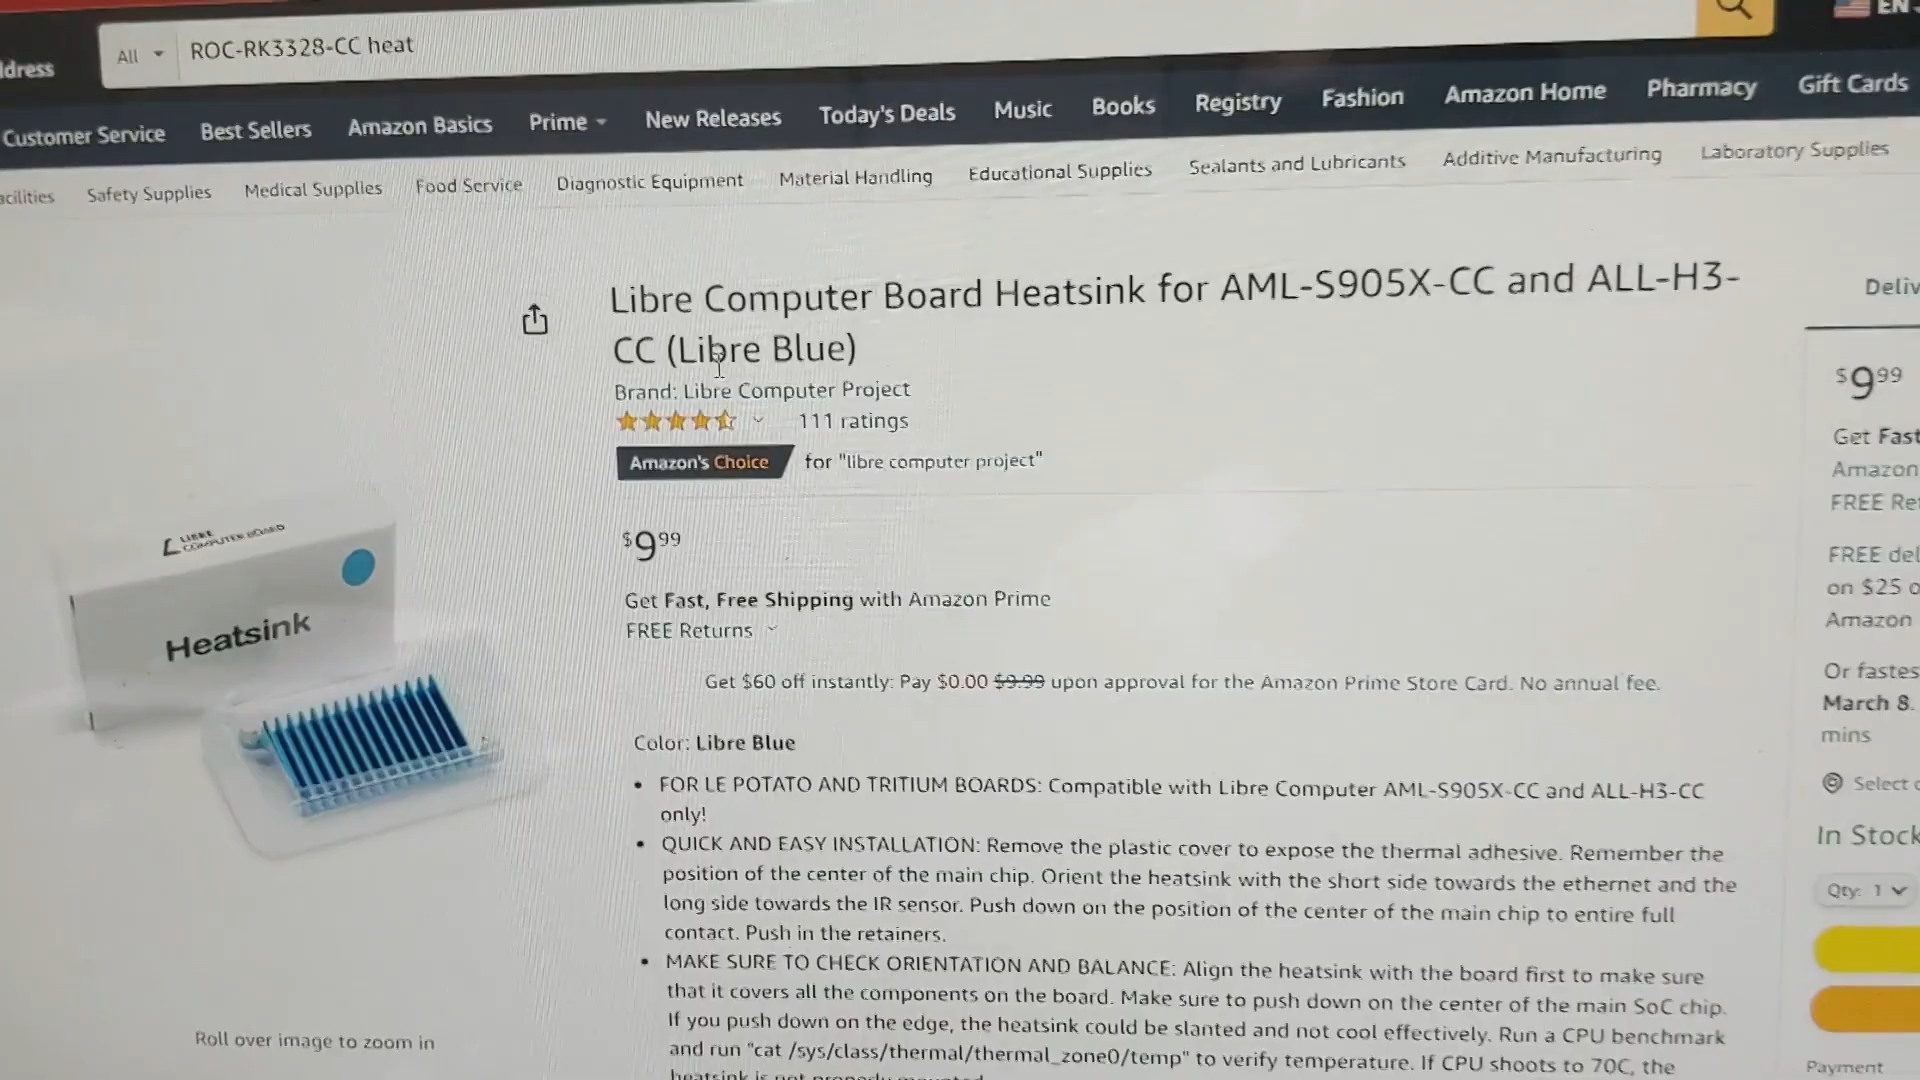 EN
All ROC-RK3328-CC heat
dress
Customer Service Best Sellers Amazon Basics Prime New Releases Today's Deals Music Books Registry Fashion Amazon Home Pharmacy Gift Cards
acilities Safety Supplies Medical Supplies Food Service Diagnostic Equipment Material Handling Educational Supplies Sealants and Lubricants Additive Manufacturing Laboratory Supplies
Libre Computer Board Heatsink for AML-S905X-CC and ALL-H3-
CC (Libre Blue)
Brand: Libre Computer Project
111 ratings
Amazon's Choice for "libre computer project"
$9.99
Get Fast, Free Shipping with Amazon Prime
FREE Returns
Get $60 off instantly: Pay $0.00 $9.99 upon approval for the Amazon Prime Store Card. No annual fee.
Color: Libre Blue
• FOR LE POTATO AND TRITIUM BOARDS: Compatible with Libre Computer AML-S905X-CC and ALL-H3-CC
only!
• QUICK AND EASY INSTALLATION: Remove the plastic cover to expose the thermal adhesive. Remember the
position of the center of the main chip. Orient the heatsink with the short side towards the ethernet and the
long side towards the IR sensor. Push down on the position of the center of the main chip to entire full
contact. Push in the retainers.
• MAKE SURE TO CHECK ORIENTATION AND BALANCE: Align the heatsink with the board first to make sure
that it covers all the components on the board. Make sure to push down on the center of the main SoC chip.
If you push down on the edge, the heatsink could be slanted and not cool effectively. Run a CPU benchmark
and run "cat /sys/class/thermal/thermal_zone0/temp" to verify temperature. If CPU shoots to 70C, the
LIBRE
COMPUTER BOARD
Heatsink
Roll over image to zoom in
Deliv
$9.99
Get Fast
Amazon
FREE Ret
FREE del
on $25 o
Amazon
Or fastes
March 8.
mins
Select
In Stock
Qty: 1
Payment